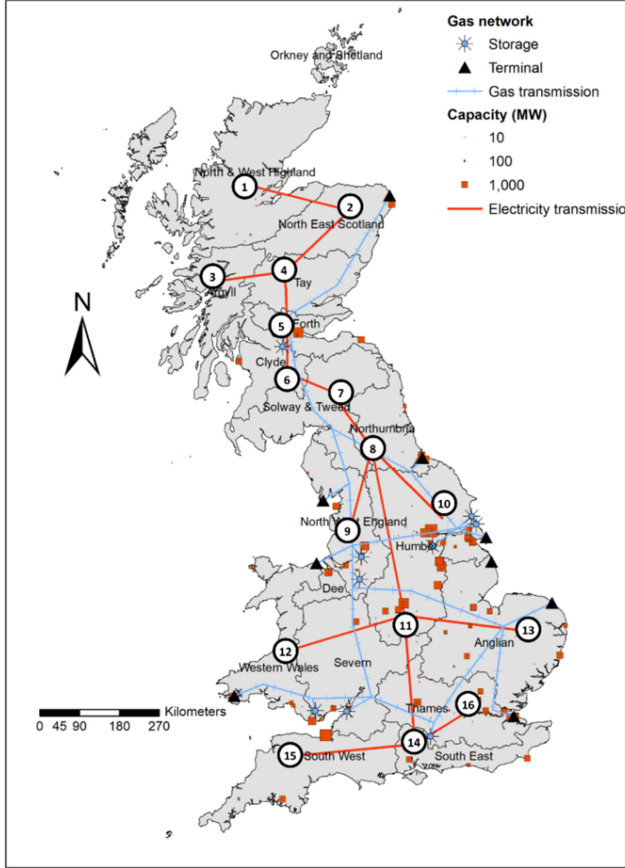 Gas network
Storage
Terminal
Gas transmission
Capacity (MW)
10
100
1,000
Electricity transmissio
Orkney and Shetland
North & West Highland
1
2
North East Scotland
3
4
Argyll
Tay
5
Forth
Clyde
6
7
Solway & Tweed
Northumbria
8
10
North West England
9
Humber
Dee
11
13
Anglian
12
Western Wales
Severn
16
Thames
14
15
South West
South East
N
Kilometers
0 45 90 180 270